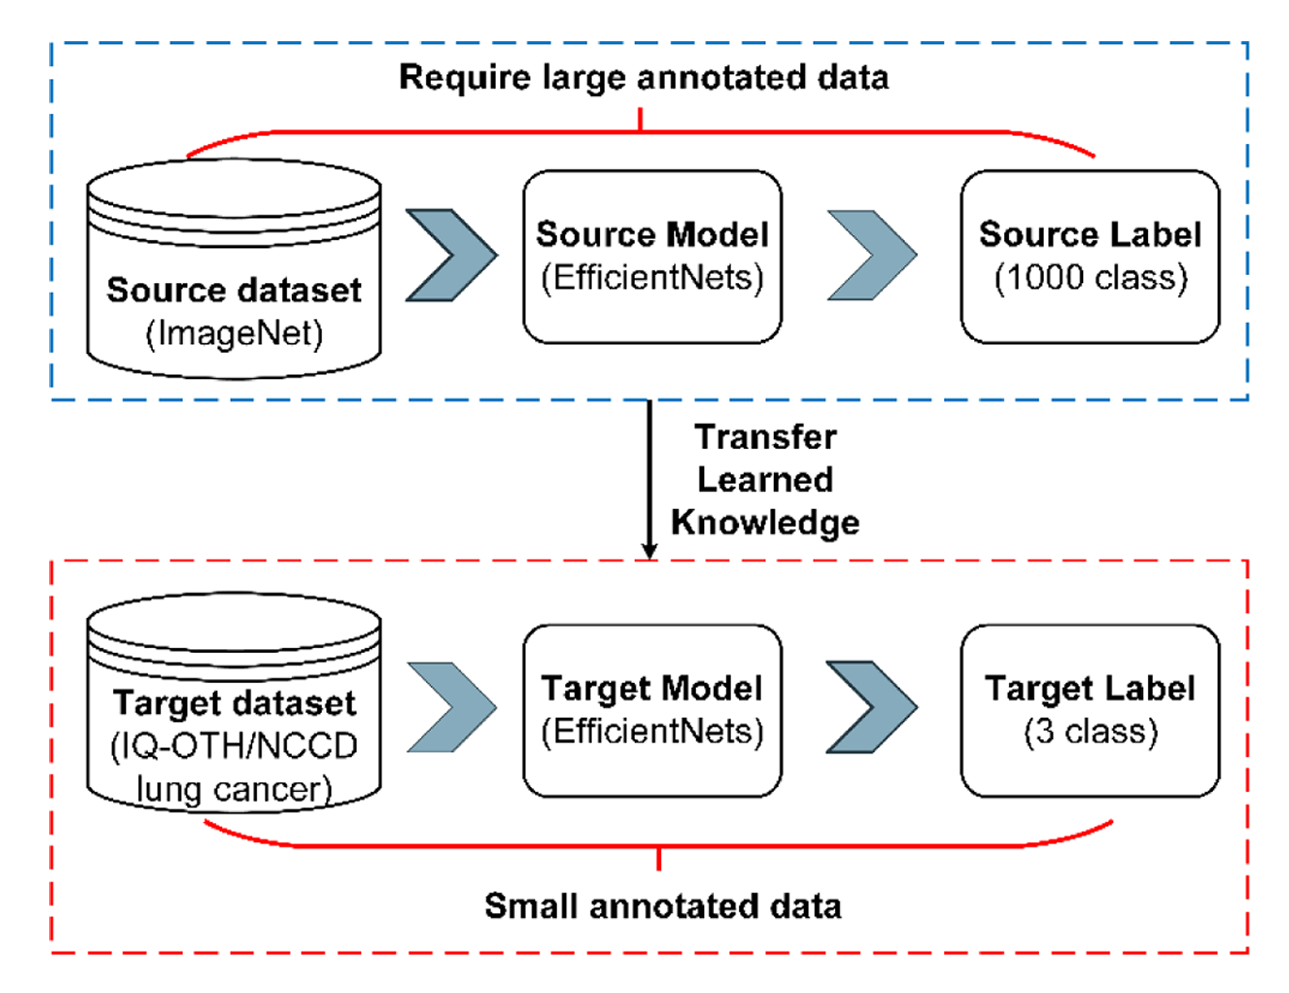 Require large annotated data
Source dataset
(ImageNet)
Source Model
(EfficientNets)
Source Label
(1000 class)
Transfer
Learned
Knowledge
Target dataset
(IQ-OTH/NCCD
lung cancer)
Target Model
(EfficientNets)
Target Label
(3 class)
Small annotated data